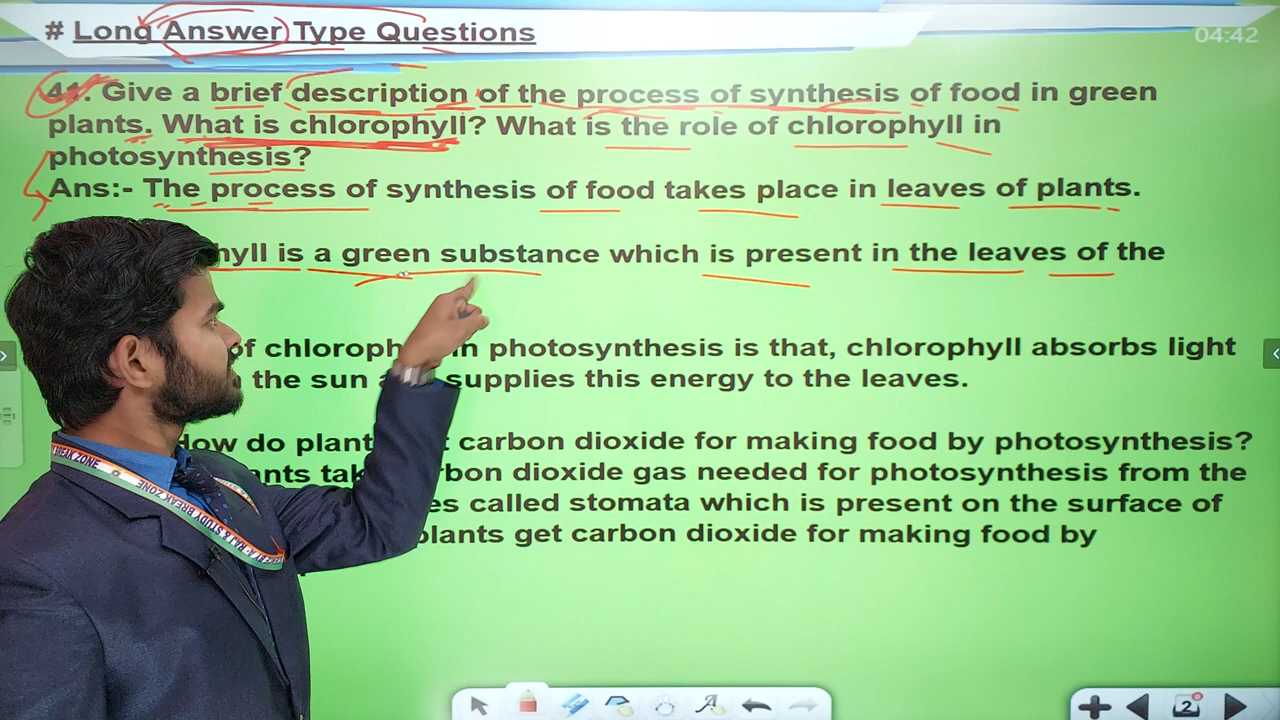 # Long Answer Type Questions
04:42
41. Give a brief description of the process of synthesis of food in green
plants. What is chlorophyll? What is the role of chlorophyll in
photosynthesis?
Ans:- The process of synthesis of food takes place in leaves of plants.
hyll is a green substance which is present in the leaves of the
of chloroph in photosynthesis is that, chlorophyll absorbs light
the sun supplies this energy to the leaves.
How do plant carbon dioxide for making food by photosynthesis?
ants tak rbon dioxide gas needed for photosynthesis from the
es called stomata which is present on the surface of
plants get carbon dioxide for making food by
EAK ZONE
& STUDY BREAK ZONE
2